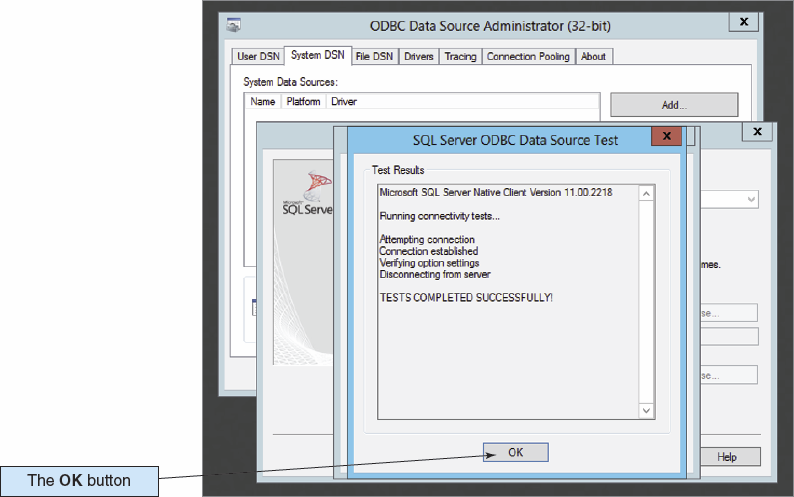 ODBC Data Source Administrator (32-bit)
x
User DSN System DSN File DSN Drivers Tracing Connection Pooling About
System Data Sources:
Name Platform Driver
Add...
x
SQL Server ODBC Data Source Test
x
Test Results
Microsoft SQL Server Native Client Version 11.00.2218
Running connectivity tests...
Attempting connection
Connection established
Verifying option settings
Disconnecting from server
TESTS COMPLETED SUCCESSFULLY!
Microsoft
SQL Serve
mes.
se...
se...
OK
Help
The OK button